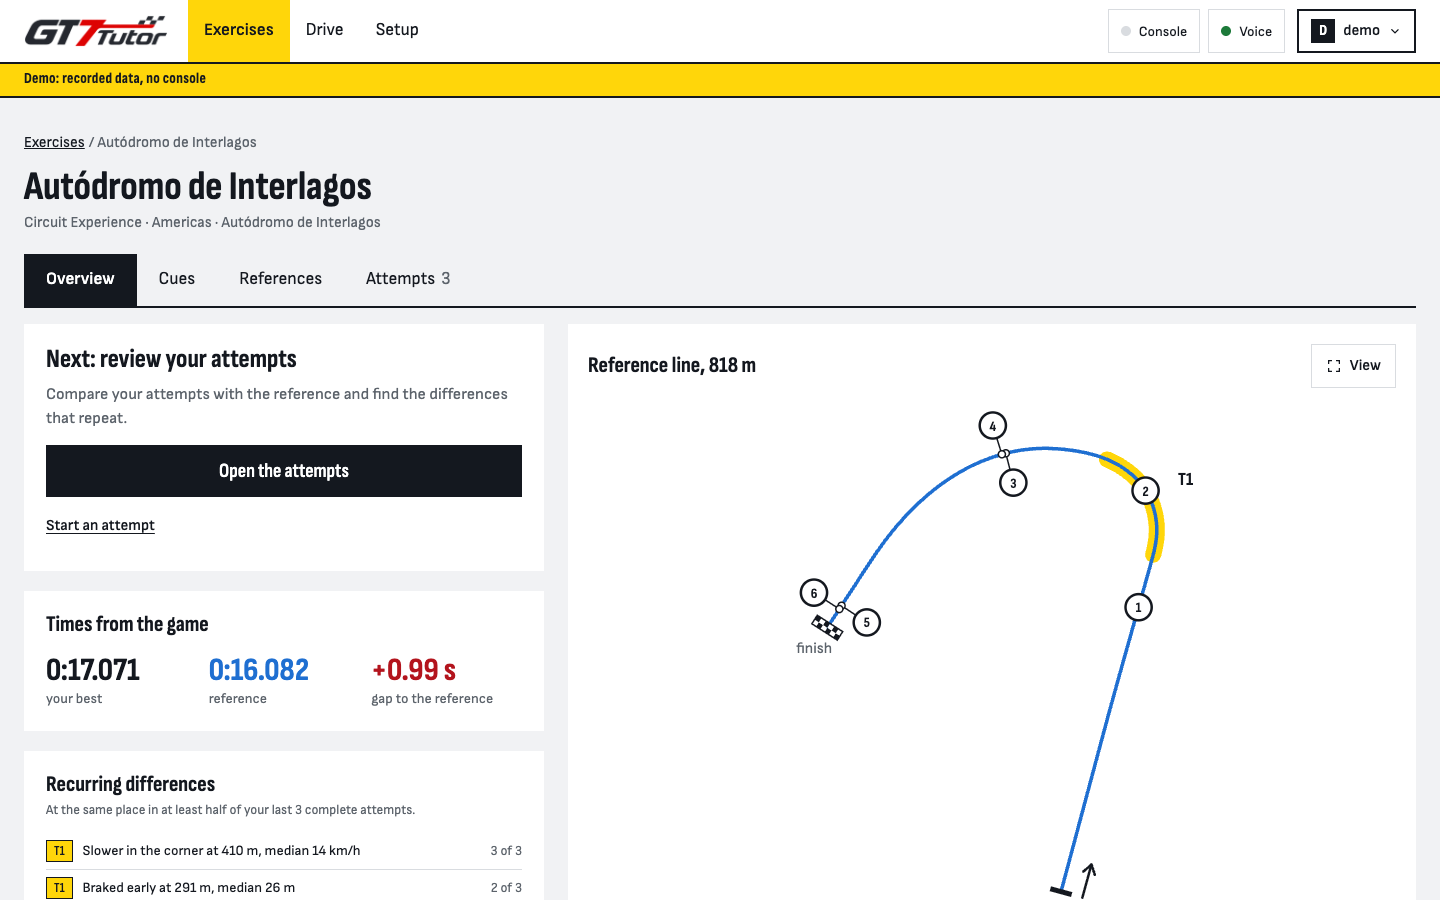 GT7Tutor
Exercises
Drive
Setup
Console
Voice
D demo
Demo: recorded data, no console
Exercises / Autódromo de Interlagos
Autódromo de Interlagos
Circuit Experience · Americas · Autódromo de Interlagos
Overview
Cues
References
Attempts 3
Next: review your attempts
Compare your attempts with the reference and find the differences
that repeat.
Open the attempts
Start an attempt
Times from the game
0:17.071
0:16.082
+0.99 s
your best
reference
gap to the reference
Recurring differences
At the same place in at least half of your last 3 complete attempts.
T1 Slower in the corner at 410 m, median 14 km/h 3 of 3
T1 Braked early at 291 m, median 26 m 2 of 3
Reference line, 818 m
View
4
3
2
T1
1
6
5
finish